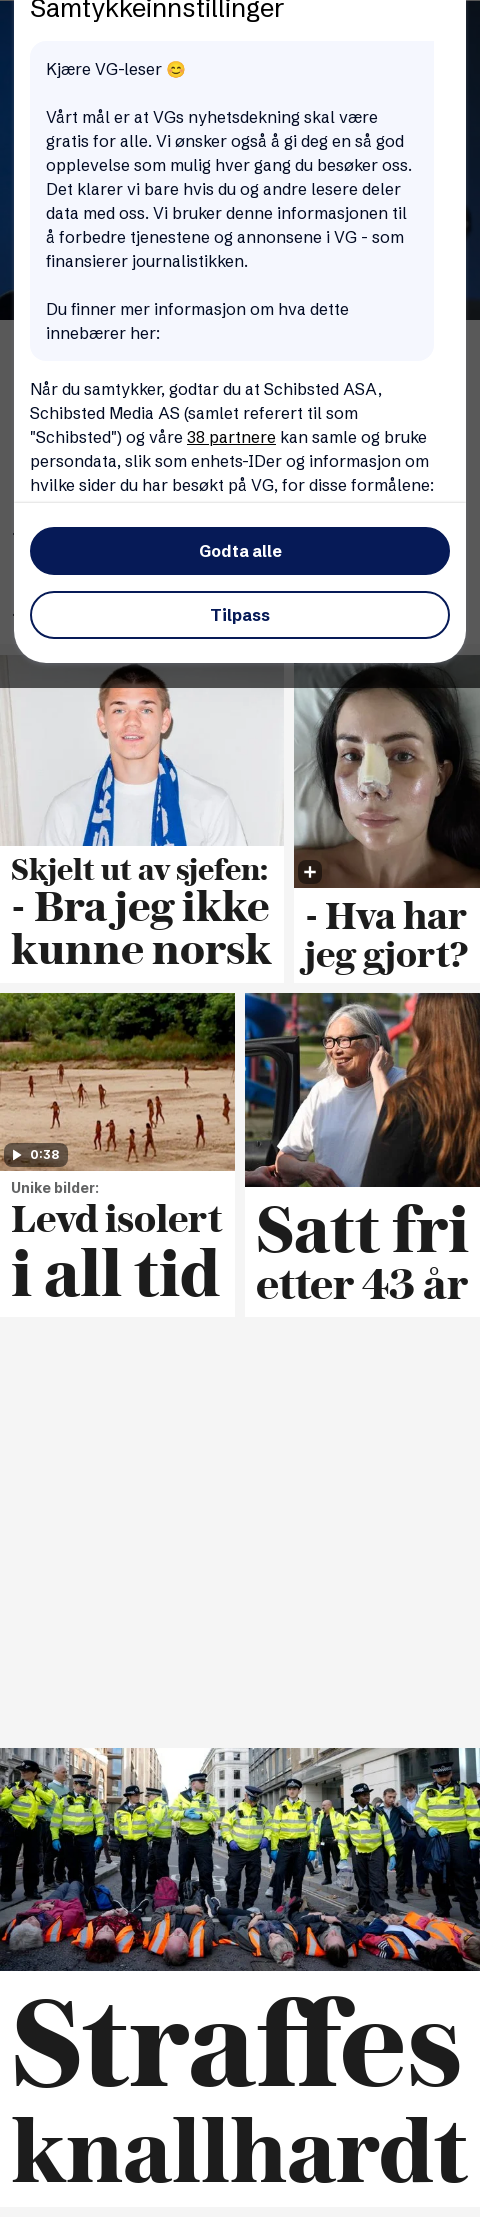 Samtykkeinnstillinger
Kjære VG-leser 😊
Vårt mål er at VGs nyhetsdekning skal være
gratis for alle. Vi ønsker også å gi deg en så god
opplevelse som mulig hver gang du besøker oss.
Det klarer vi bare hvis du og andre lesere deler
data med oss. Vi bruker denne informasjonen til
å forbedre tjenestene og annonsene i VG - som
finansierer journalistikken.
Du finner mer informasjon om hva dette
innebærer her:
Når du samtykker, godtar du at Schibsted ASA,
Schibsted Media AS (samlet referert til som
"Schibsted") og våre 38 partnere kan samle og bruke
persondata, slik som enhets-IDer og informasjon om
hvilke sider du har besøkt på VG, for disse formålene:
Godta alle
Tilpass
Skjelt ut av sjefen:
- Bra jeg ikke
kunne norsk
- Hva har
jeg gjort?
0:38
Unike bilder:
Levd isolert
i all tid
Satt fri
etter 43 år
Straffes
knallhardt